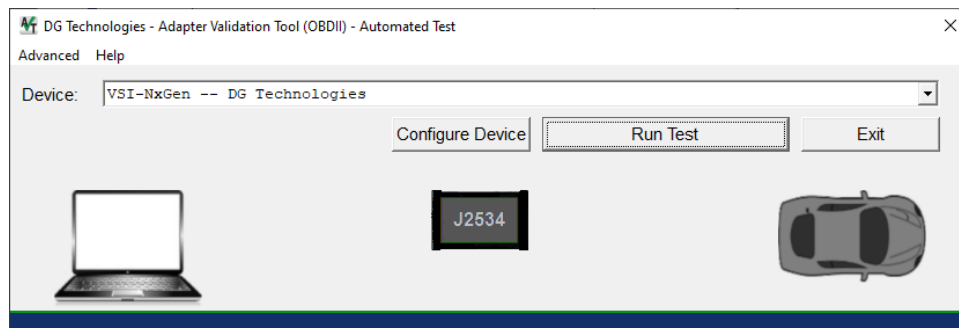 DG Technologies - Adapter Validation Tool (OBDII) - Automated Test
Advanced Help
Device: VSI-NxGen -- DG Technologies
Configure Device Run Test Exit
J2534